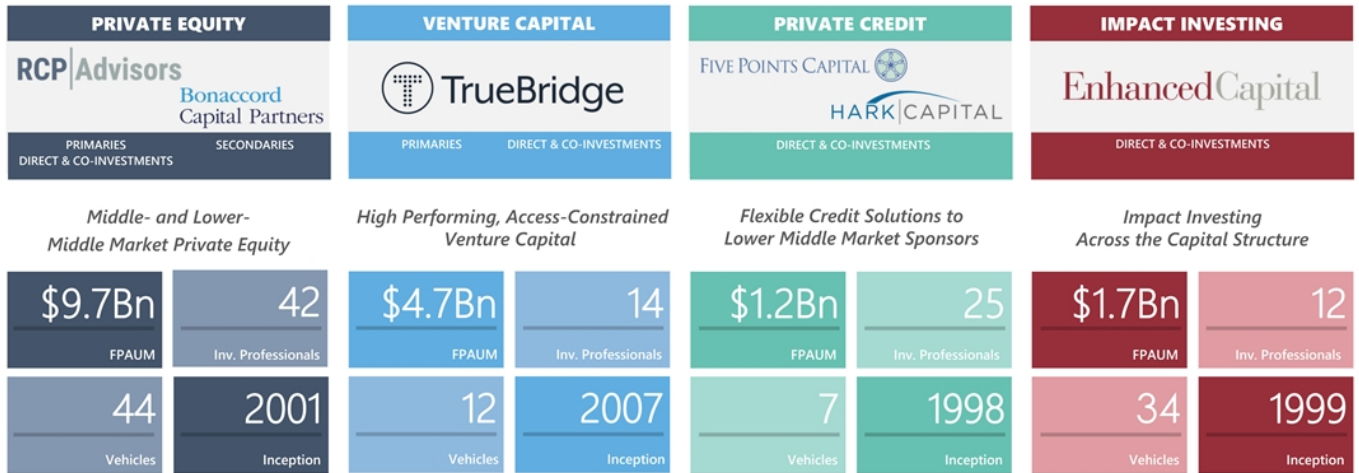 PRIVATE EQUITY
RCP|Advisors
Bonaccord
Capital Partners
PRIMARIES
DIRECT & CO-INVESTMENTS
SECONDARIES
Middle- and Lower-
Middle Market Private Equity
$9.7Bn
FPAUM
42
Inv. Professionals
44
Vehicles
2001
Inception
VENTURE CAPITAL
TrueBridge
PRIMARIES
DIRECT & CO-INVESTMENTS
High Performing, Access-Constrained
Venture Capital
$4.7Bn
FPAUM
14
Inv. Professionals
12
Vehicles
2007
Inception
PRIVATE CREDIT
FIVE POINTS CAPITAL
HARK|CAPITAL
DIRECT & CO-INVESTMENTS
Flexible Credit Solutions to
Lower Middle Market Sponsors
$1.2Bn
FPAUM
25
Inv. Professionals
7
Vehicles
1998
Inception
IMPACT INVESTING
EnhancedCapital
DIRECT & CO-INVESTMENTS
Impact Investing
Across the Capital Structure
$1.7Bn
FPAUM
12
Inv. Professionals
34
Vehicles
1999
Inception